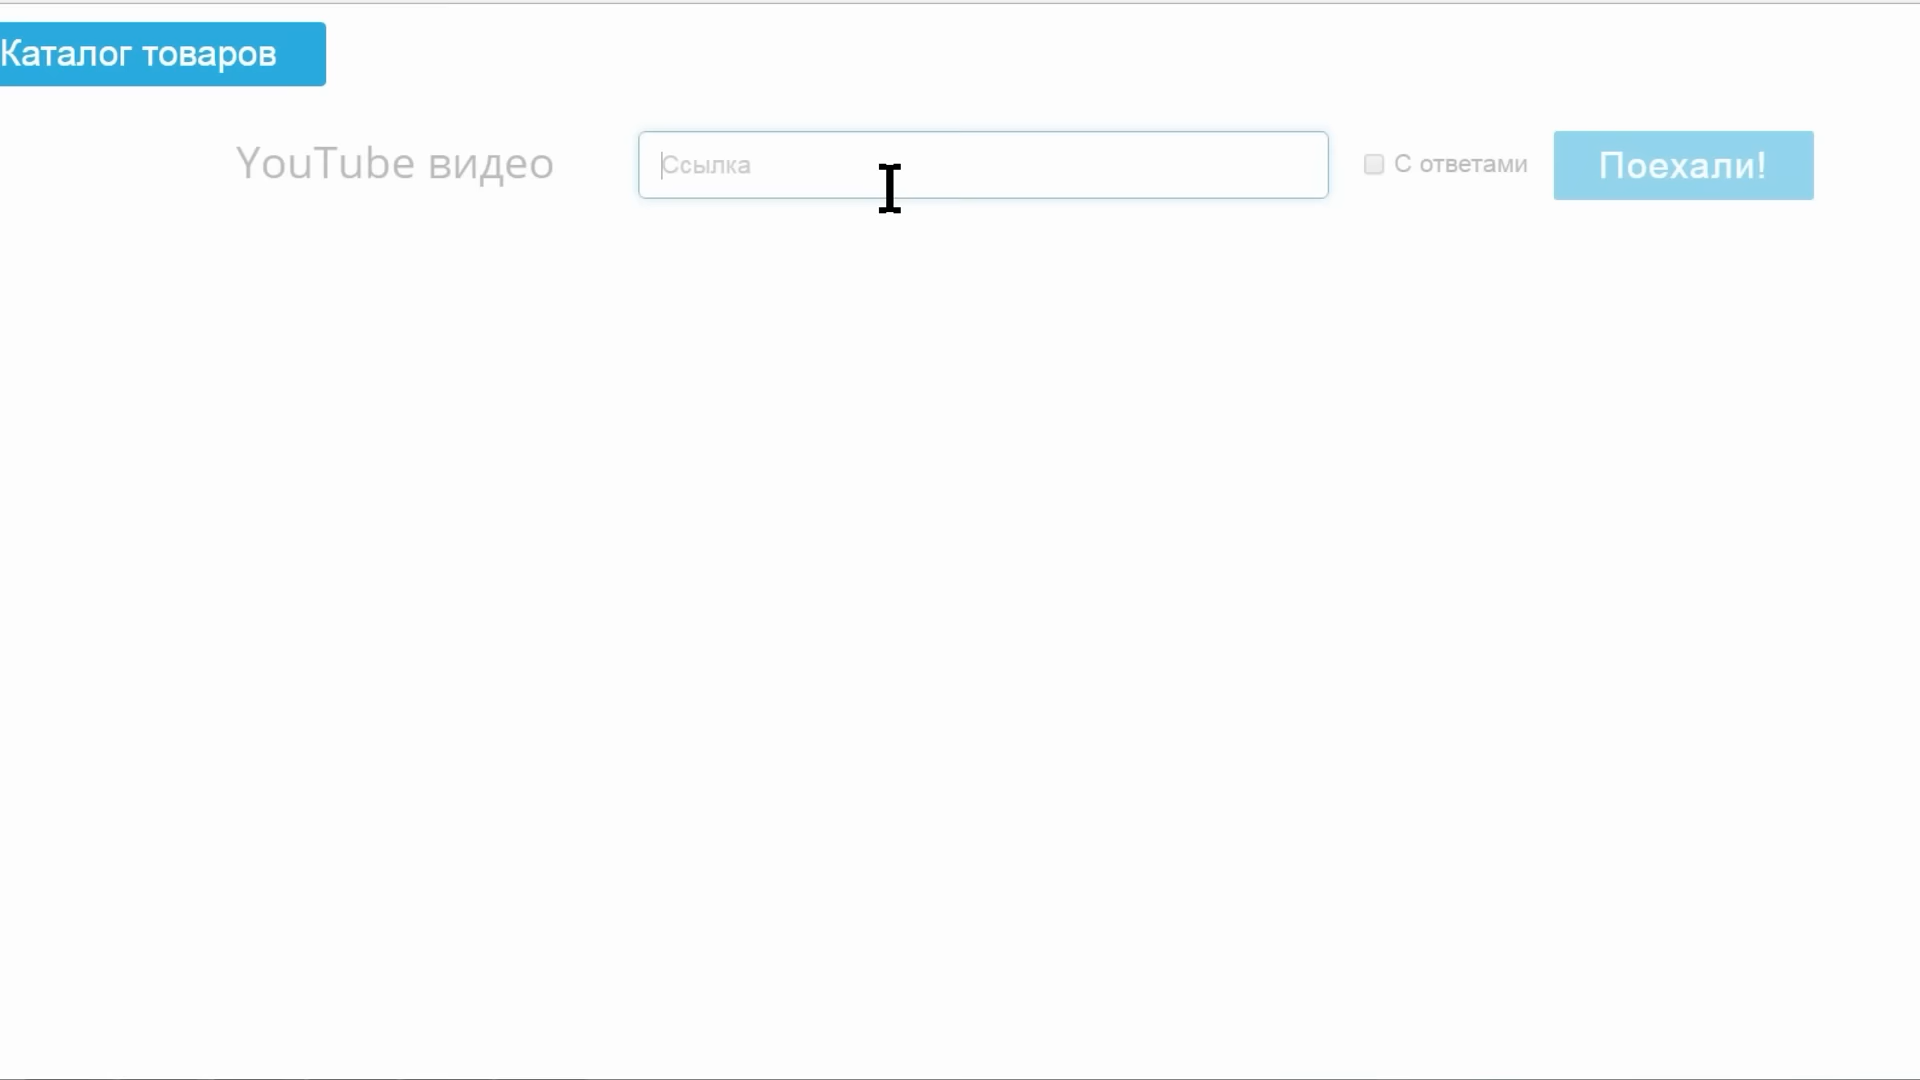 Каталог товаров
YouTube видео
Ссылка
С ответами
Поехали!